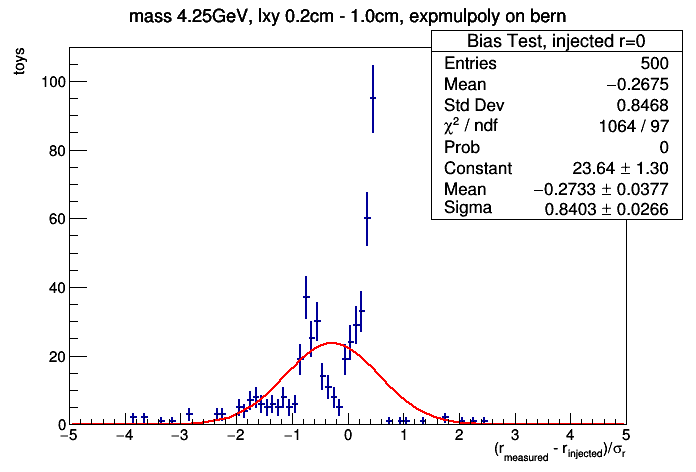 mass 4.25GeV, lxy 0.2cm - 1.0cm, expmulpoly on bern
Bias Test, injected r=0
Entries 500
Mean −0.2675
Std Dev 0.8468
χ² / ndf 1064 / 97
Prob 0
Constant 23.64 ± 1.30
Mean −0.2733 ± 0.0377
Sigma 0.8403 ± 0.0266
toys
100
80
60
40
20
0
−5 −4 −3 −2 −1 0 1 2 3 4 5
(r_measured - r_injected)/σ_r